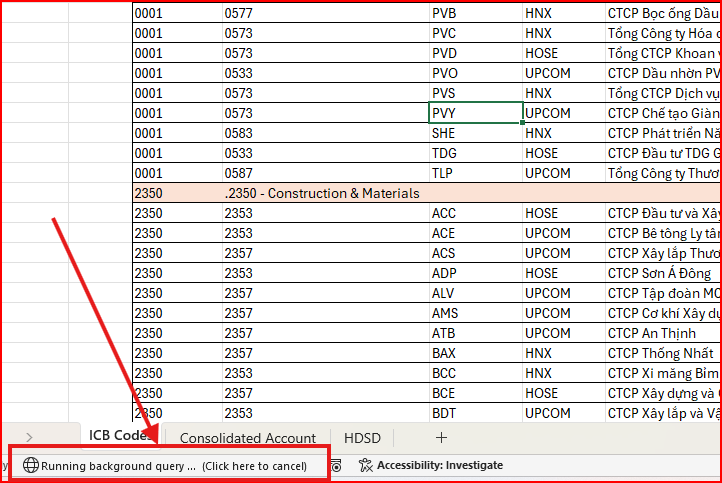 0001 0577 PVB HNX CTCP Bọc ống Dầu
0001 0573 PVC HNX Tổng Công ty Hóa
0001 0573 PVD HOSE Tổng CTCP Khoan
0001 0533 PVO UPCOM CTCP Dầu nhờn PV
0001 0573 PVS HNX Tổng CTCP Dịch vụ
0001 0573 PVY UPCOM CTCP Chế tạo Giàn
0001 0583 SHE HNX CTCP Phát triển
0001 0533 TDG HOSE CTCP Đầu tư TDG G
0001 0587 TLP UPCOM Tổng Công ty
2350 .2350 - Construction & Materials
2350 2353 ACC HOSE CTCP Đầu tư và Xây
2350 2353 ACE UPCOM CTCP Bê tông Ly
2350 2357 ACS UPCOM CTCP Xây lắp
2350 2353 ADP HOSE CTCP Sơn Á Đông
2350 2357 ALV UPCOM CTCP Tập đoàn
2350 2357 AMS UPCOM CTCP Cơ khí Xây
2350 2357 ATB UPCOM CTCP An Thịnh
2350 2357 BAX HNX CTCP Thống Nhất
2350 2353 BCC HNX CTCP Xi măng Bỉm
2350 2357 BCE HOSE CTCP Xây dựng và
2350 2353 BDT UPCOM CTCP Xây lắp và
ICB Codes Consolidated Account HDSD +
Running background query ... (Click here to cancel) Accessibility: Investigate